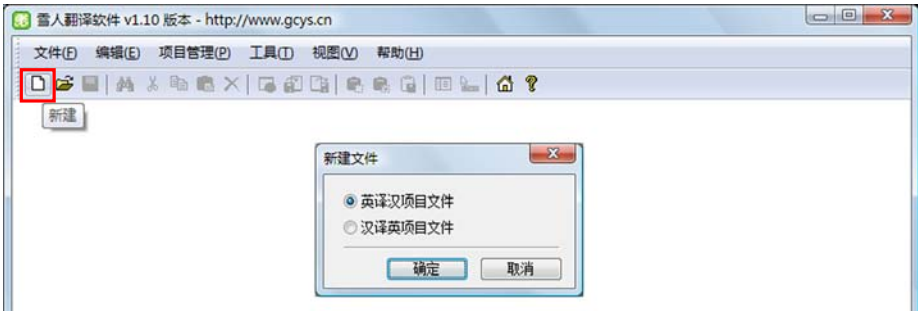 雪人翻译软件 v1.10 版本 - http://www.gcys.cn
文件(F) 编辑(E) 项目管理(P) 工具(T) 视图(V) 帮助(H)
新建
新建文件
英译汉项目文件
汉译英项目文件
确定 取消